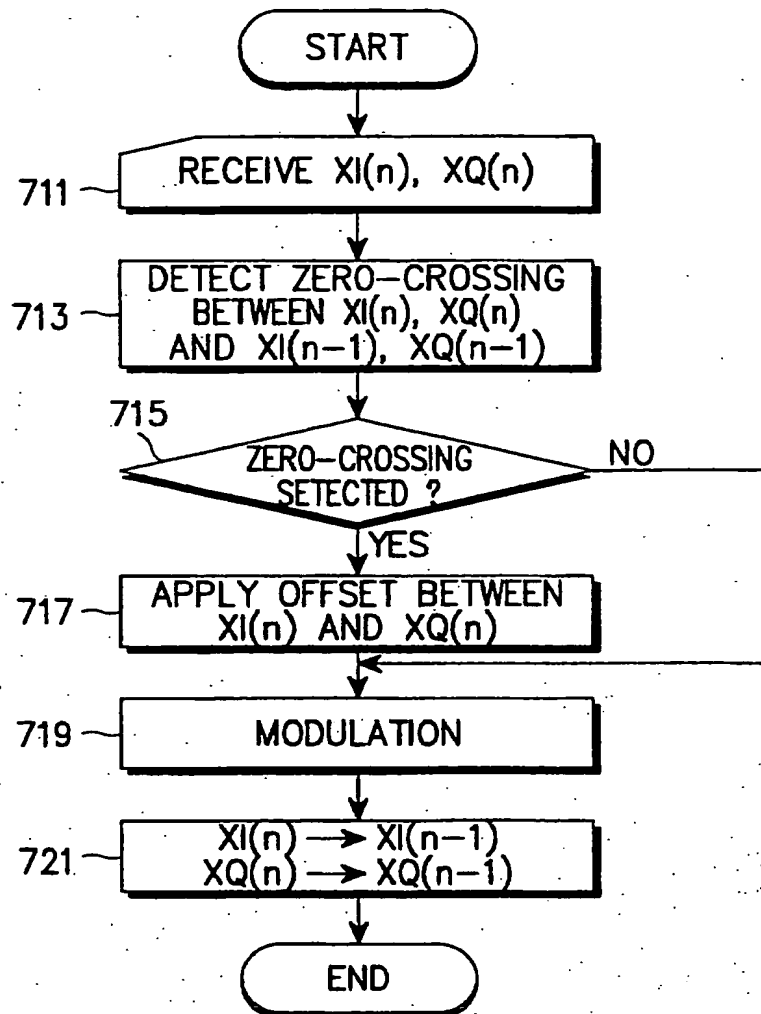 START
711
RECEIVE XI(n), XQ(n)
713
DETECT ZERO-CROSSING
BETWEEN XI(n), XQ(n)
AND XI(n-1), XQ(n-1)
715
ZERO-CROSSING
SETECTED ?
NO
YES
717
APPLY OFFSET BETWEEN
XI(n) AND XQ(n)
719
MODULATION
721
XI(n) → XI(n-1)
XQ(n) → XQ(n-1)
END